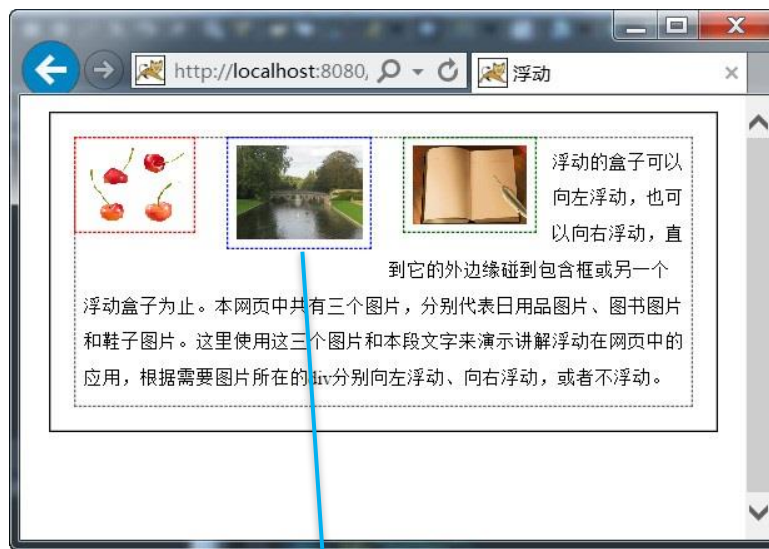 http://localhost:8080,
浮动
浮动的盒子可以
向左浮动，也可
以向右浮动，直
到它的外边缘碰到包含框或另一个
浮动盒子为止。本网页中共有三个图片，分别代表日用品图片、图书图片
和鞋子图片。这里使用这三个图片和本段文字来演示讲解浮动在网页中的
应用，根据需要图片所在的div分别向左浮动、向右浮动，或者不浮动。